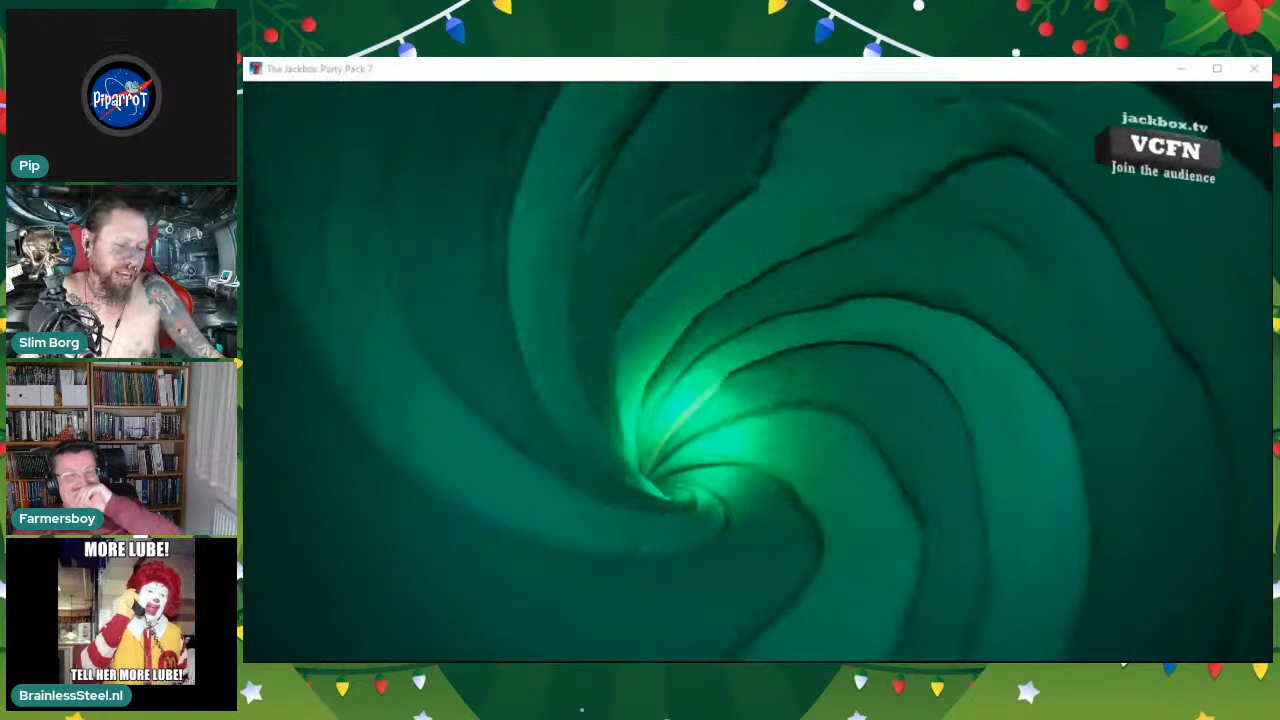 PiparroT
Pip
Slim Borg
Farmersboy
MORE LUBE!
TELL HER MORE LUBE!
BrainlessSteel.nl
The Jackbox Party Pack 7
jackbox.tv
VCFN
Join the audience